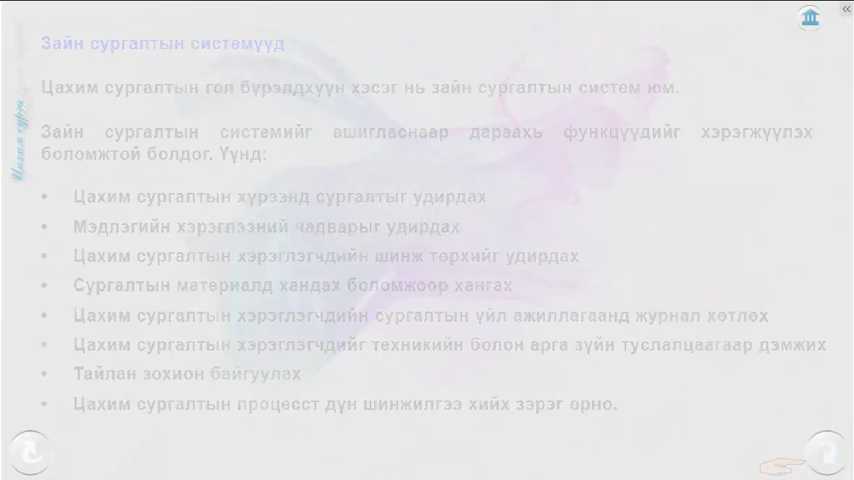 Зайн сургалтын системүүд
Цахим сургалтын гол бүрэлдхүүн хэсэг нь зайн сургалтын систем юм.
Зайн сургалтын системийг ашигласнаар дараахь функцүүдийг хэрэгжүүлэх
боломжтой болдог. Үүнд:
• Цахим сургалтын хүрээнд сургалтыг удирдах
• Мэдлэгийн хэрэглээний чадварыг удирдах
• Цахим сургалтын хэрэглэгчдийн шинж төрхийг удирдах
• Сургалтын материалд хандах боломжоор хангах
• Цахим сургалтын хэрэглэгчдийн сургалтын үйл ажиллагаанд журнал хөтлөх
• Цахим сургалтын хэрэглэгчдийг техникийн болон арга зүйн туслалцаагаар дэмжих
• Тайлан зохион байгуулах
• Цахим сургалтын процесст дүн шинжилгээ хийх зэрэг орно.